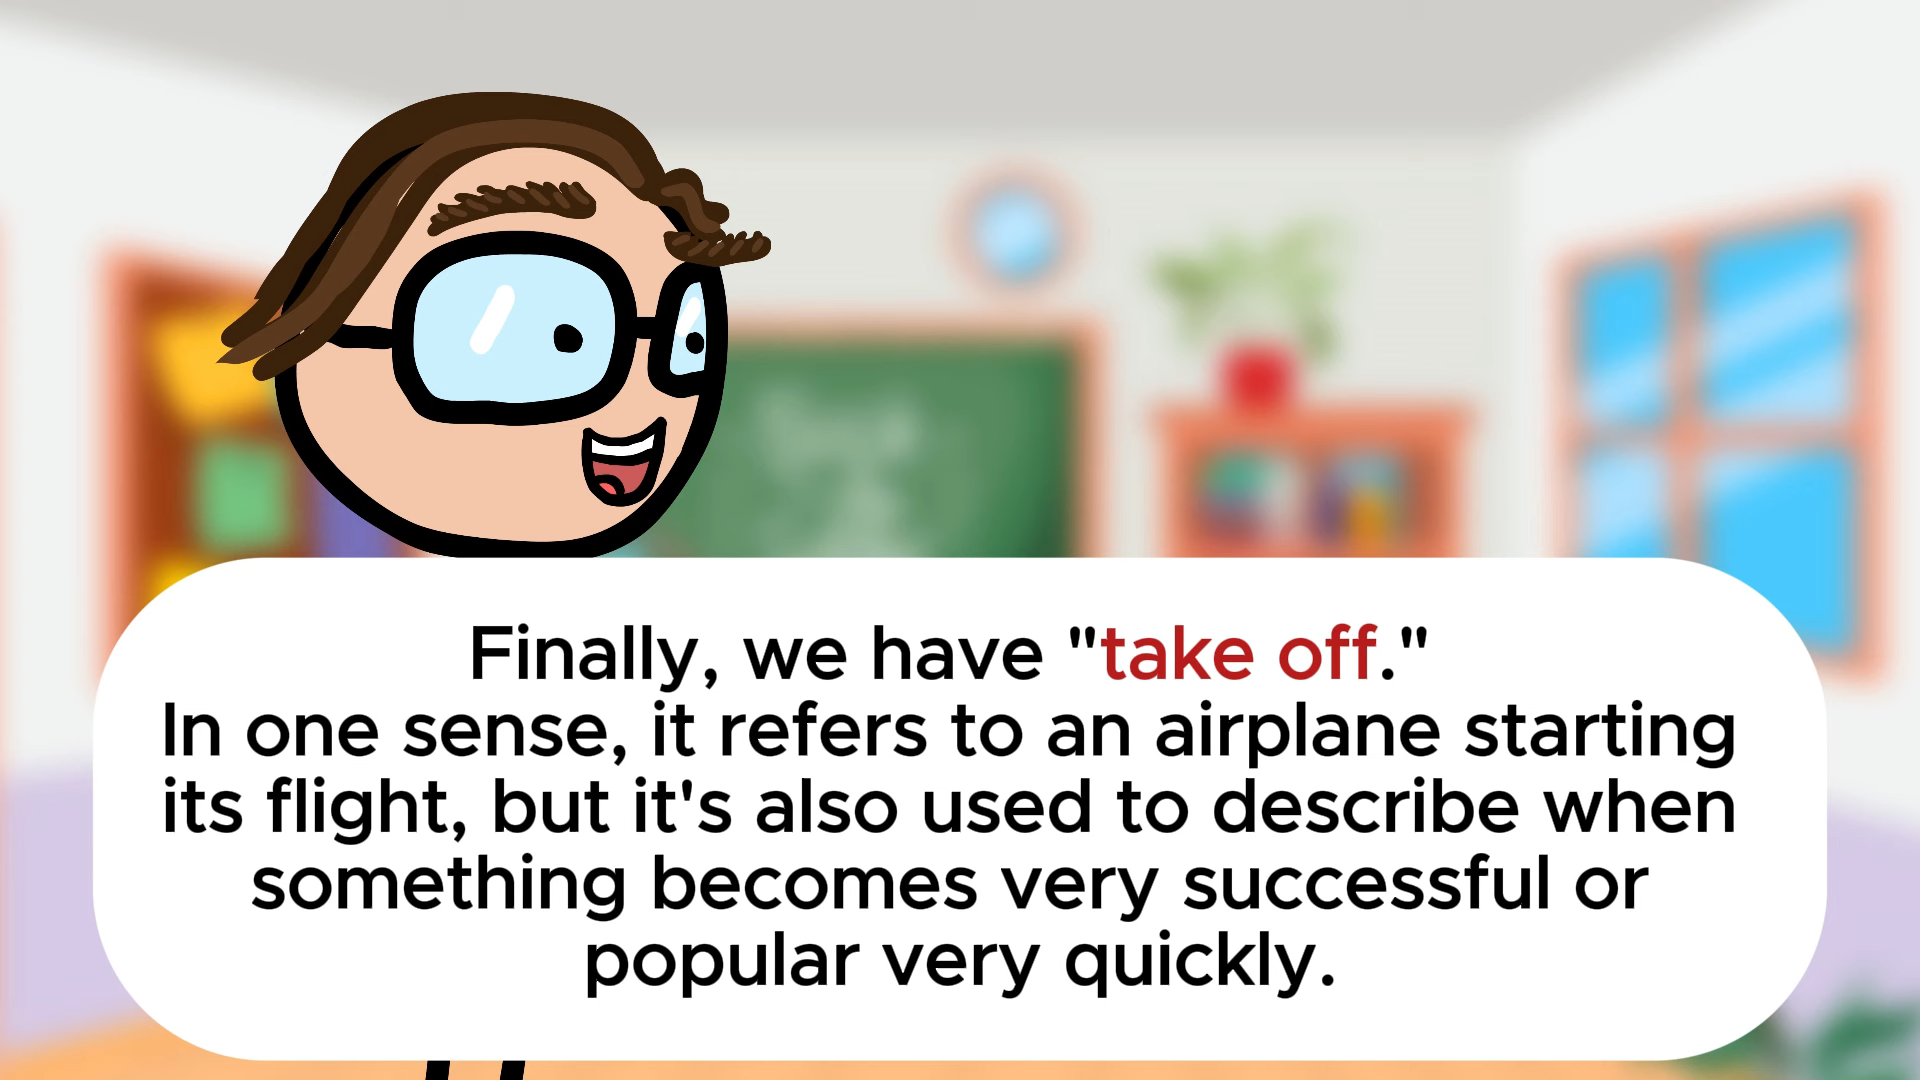 Finally, we have "take off."
In one sense, it refers to an airplane starting
its flight, but it's also used to describe when
something becomes very successful or
popular very quickly.